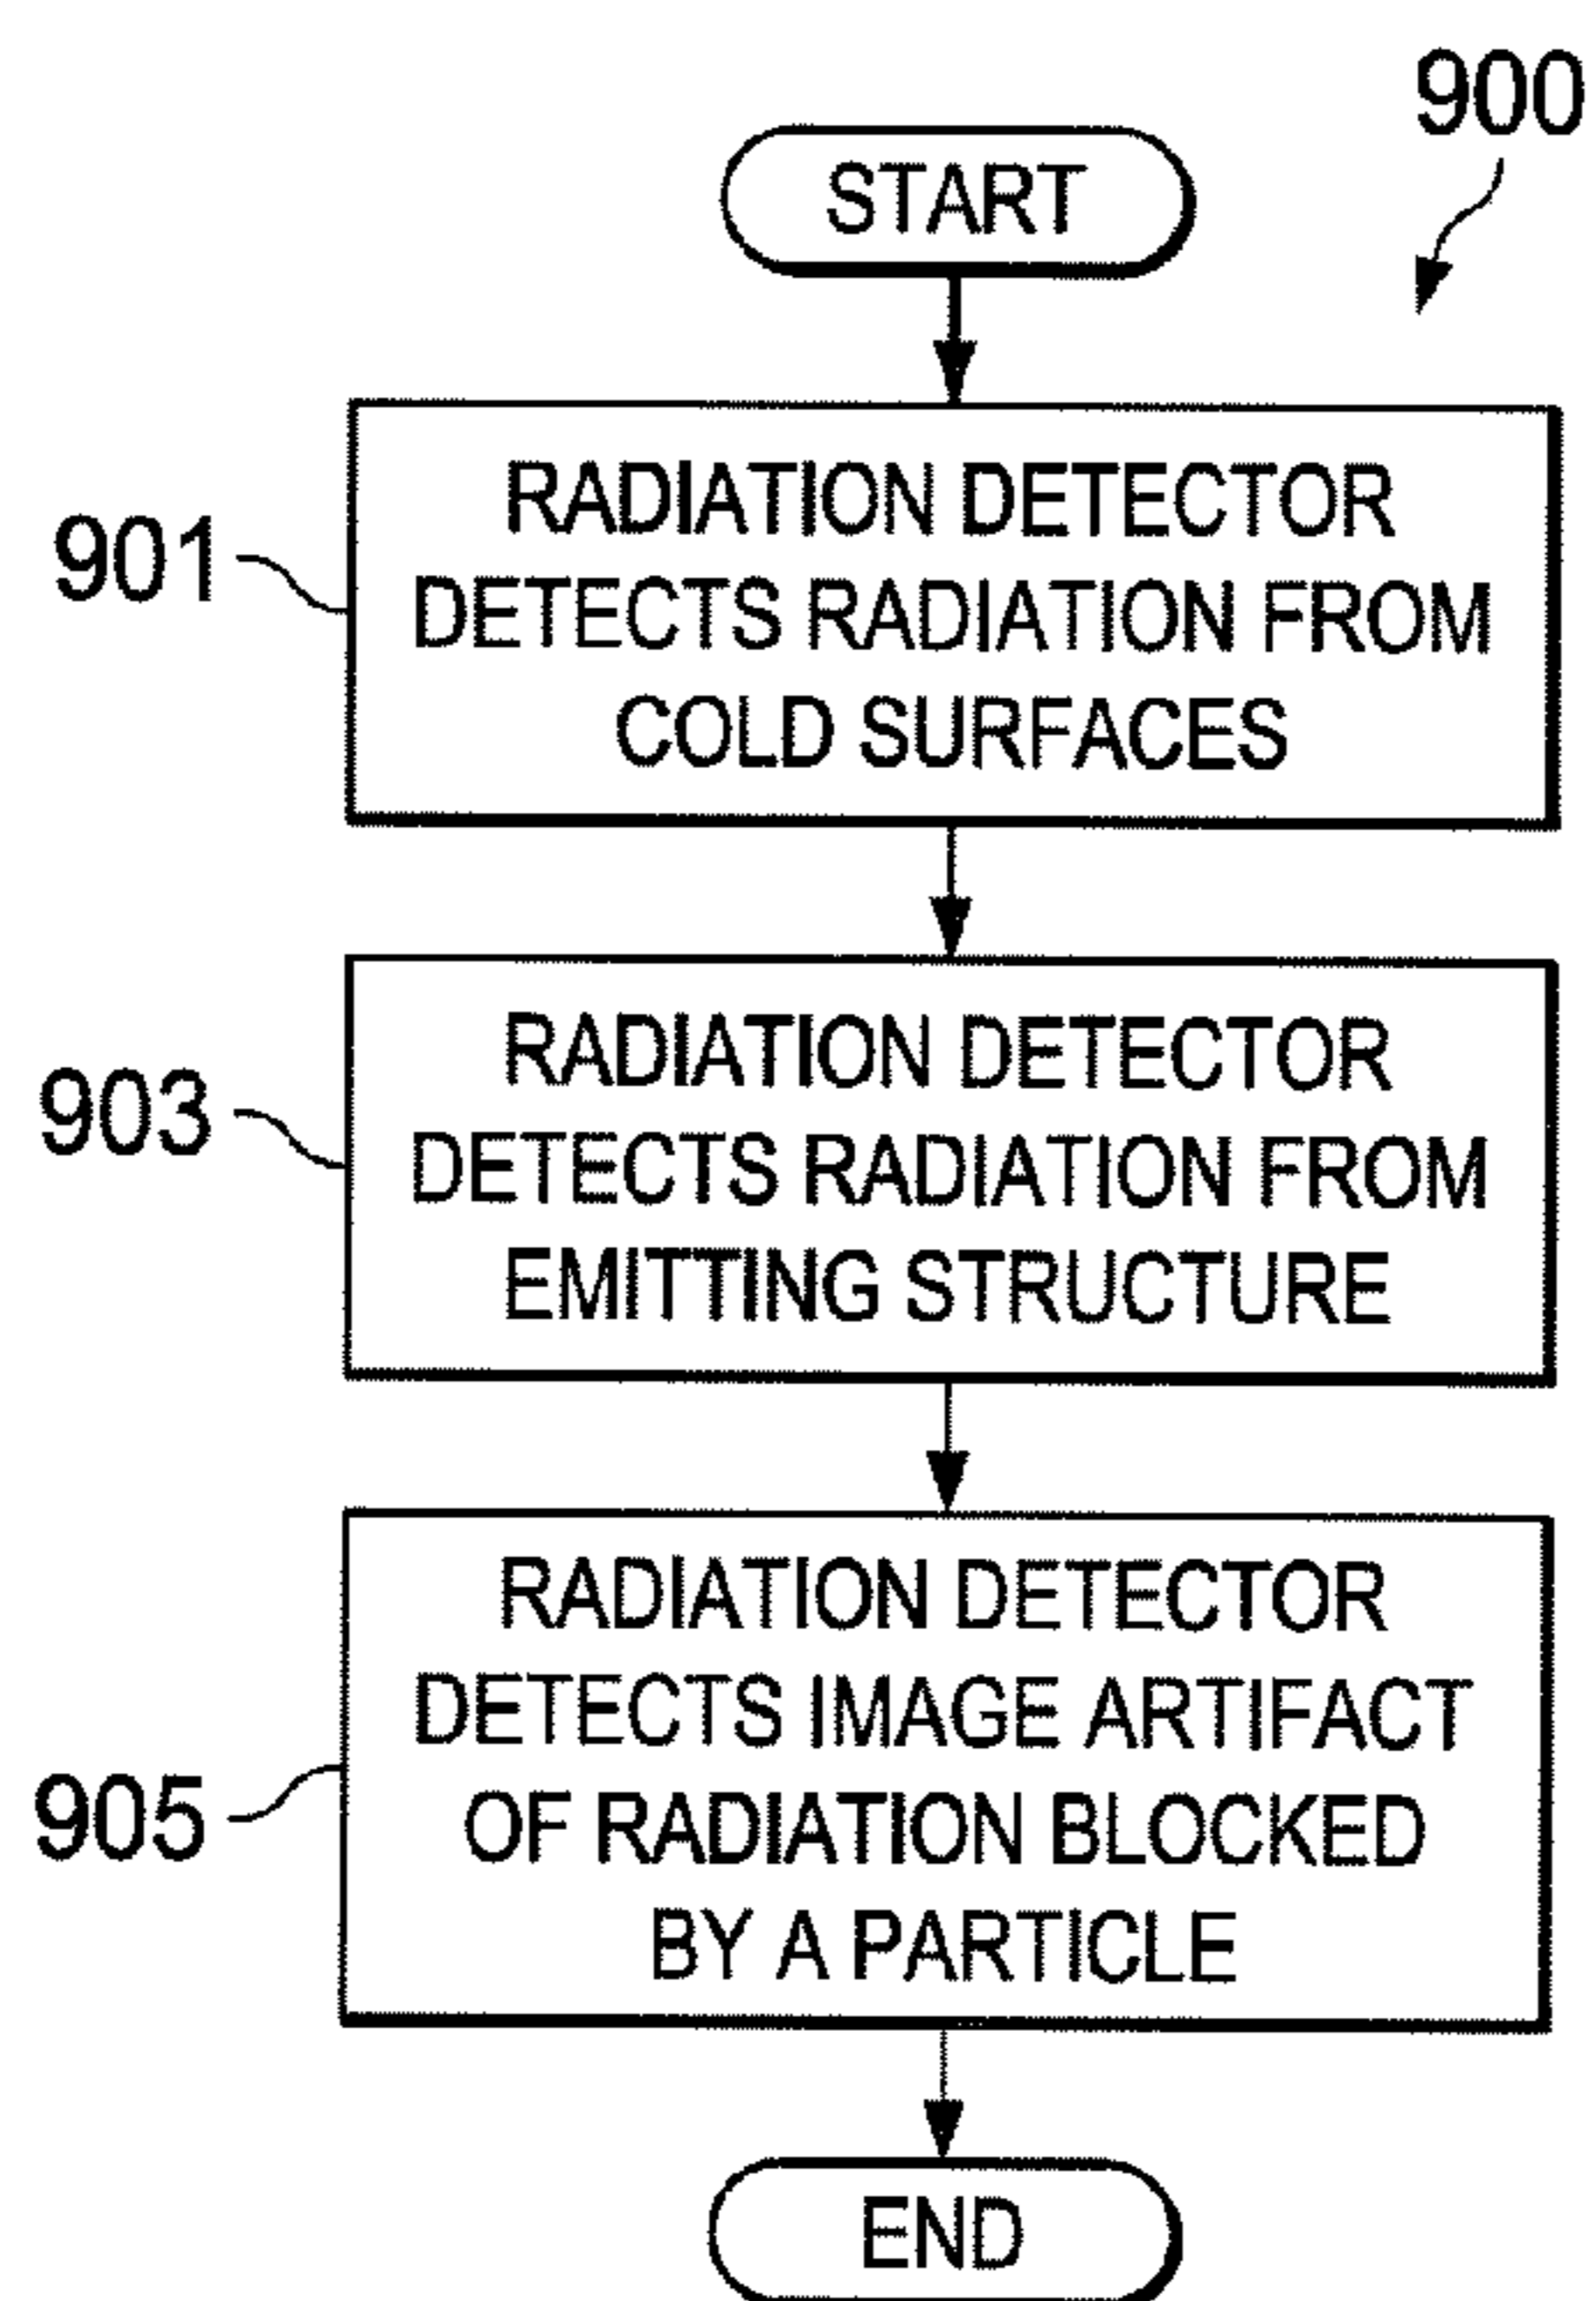 900
START
901
RADIATION DETECTOR
DETECTS RADIATION FROM
COLD SURFACES
903
RADIATION DETECTOR
DETECTS RADIATION FROM
EMITTING STRUCTURE
905
RADIATION DETECTOR
DETECTS IMAGE ARTIFACT
OF RADIATION BLOCKED
BY A PARTICLE
END